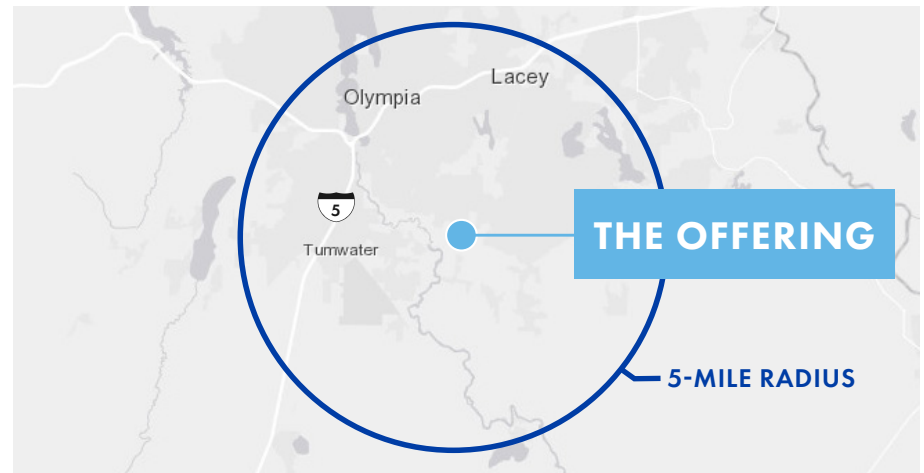 Lacey
Olympia
5
THE OFFERING
Tumwater
5-MILE RADIUS